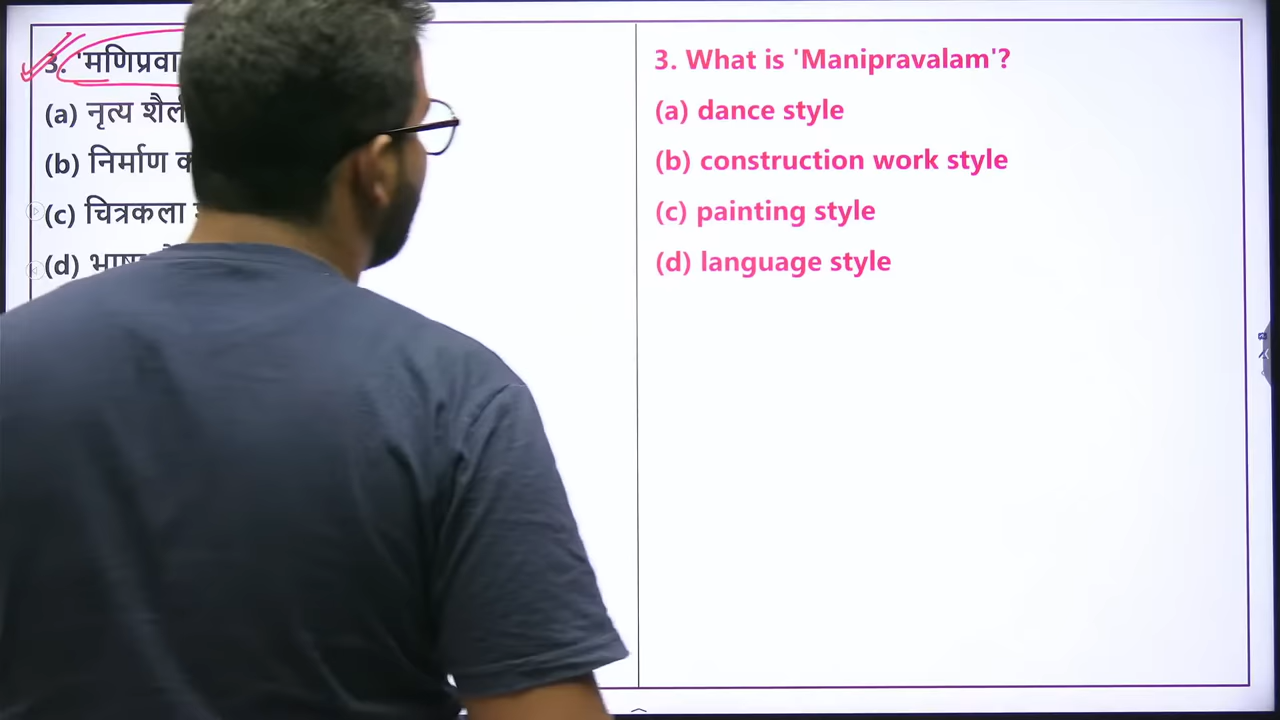 3. 'मणिप्रवा
(a) नृत्य
(b) निर्माण
(c) चित्रकला
(d)
3. What is 'Manipravalam'?
(a) dance style
(b) construction work style
(c) painting style
(d) language style